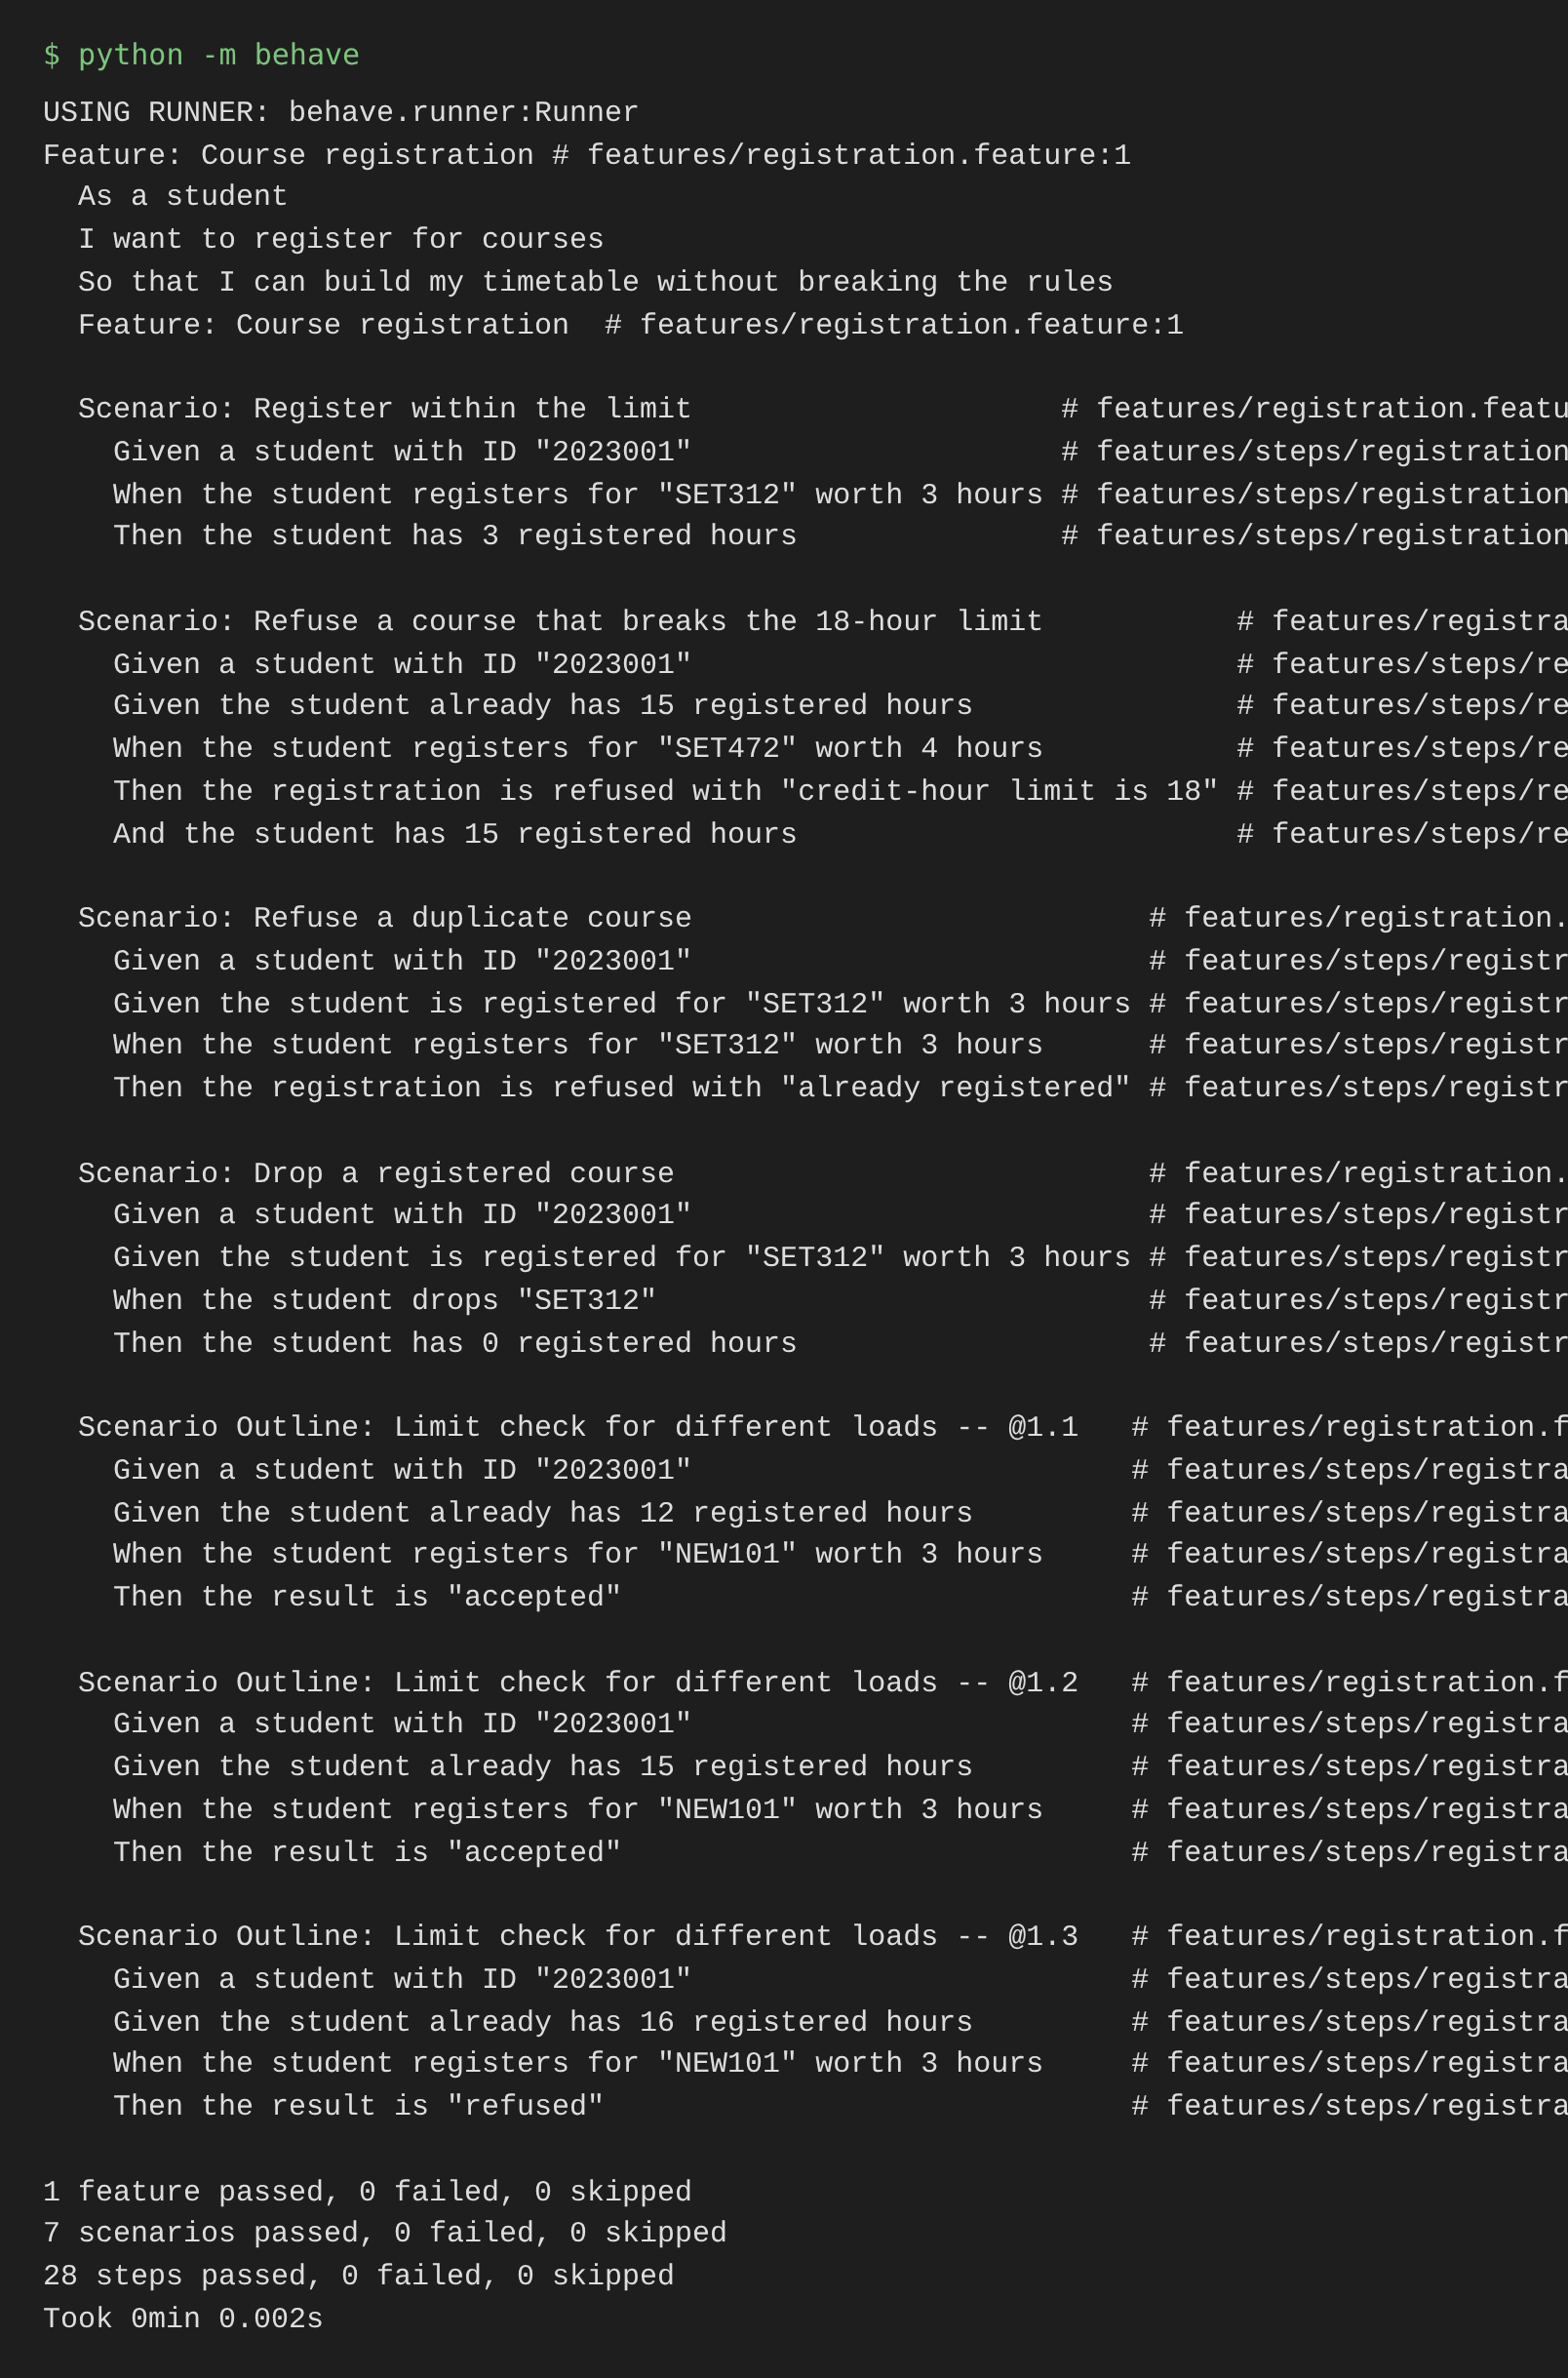 $ python -m behave
USING RUNNER: behave.runner:Runner
Feature: Course registration # features/registration.feature:1
  As a student
  I want to register for courses
  So that I can build my timetable without breaking the rules
  Feature: Course registration  # features/registration.feature:1

  Scenario: Register within the limit                     # features/registration.featu
    Given a student with ID "2023001"                     # features/steps/registration
    When the student registers for "SET312" worth 3 hours # features/steps/registration
    Then the student has 3 registered hours               # features/steps/registration

  Scenario: Refuse a course that breaks the 18-hour limit           # features/registra
    Given a student with ID "2023001"                               # features/steps/re
    Given the student already has 15 registered hours               # features/steps/re
    When the student registers for "SET472" worth 4 hours           # features/steps/re
    Then the registration is refused with "credit-hour limit is 18" # features/steps/re
    And the student has 15 registered hours                         # features/steps/re

  Scenario: Refuse a duplicate course                          # features/registration.
    Given a student with ID "2023001"                          # features/steps/registr
    Given the student is registered for "SET312" worth 3 hours # features/steps/registr
    When the student registers for "SET312" worth 3 hours      # features/steps/registr
    Then the registration is refused with "already registered" # features/steps/registr

  Scenario: Drop a registered course                           # features/registration.
    Given a student with ID "2023001"                          # features/steps/registr
    Given the student is registered for "SET312" worth 3 hours # features/steps/registr
    When the student drops "SET312"                            # features/steps/registr
    Then the student has 0 registered hours                    # features/steps/registr

  Scenario Outline: Limit check for different loads -- @1.1   # features/registration.f
    Given a student with ID "2023001"                         # features/steps/registra
    Given the student already has 12 registered hours         # features/steps/registra
    When the student registers for "NEW101" worth 3 hours     # features/steps/registra
    Then the result is "accepted"                             # features/steps/registra

  Scenario Outline: Limit check for different loads -- @1.2   # features/registration.f
    Given a student with ID "2023001"                         # features/steps/registra
    Given the student already has 15 registered hours         # features/steps/registra
    When the student registers for "NEW101" worth 3 hours     # features/steps/registra
    Then the result is "accepted"                             # features/steps/registra

  Scenario Outline: Limit check for different loads -- @1.3   # features/registration.f
    Given a student with ID "2023001"                         # features/steps/registra
    Given the student already has 16 registered hours         # features/steps/registra
    When the student registers for "NEW101" worth 3 hours     # features/steps/registra
    Then the result is "refused"                              # features/steps/registra

1 feature passed, 0 failed, 0 skipped
7 scenarios passed, 0 failed, 0 skipped
28 steps passed, 0 failed, 0 skipped
Took 0min 0.002s